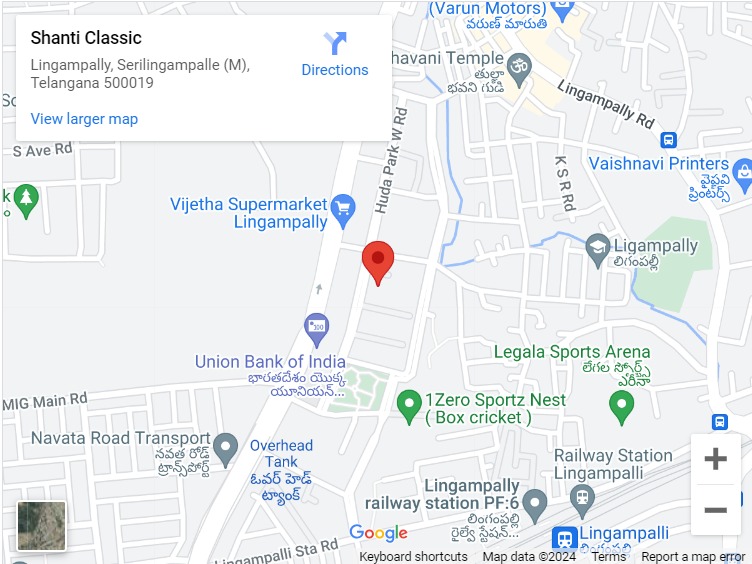 Shanti Classic
Lingampally, Serilingampalle (M),
Telangana 500019
Directions
View larger map
(Varun Motors)
వరుణ్ మారుతి
havani Temple
తుల్జా
భవని గుడి
Lingampally Rd
S Ave Rd
Huda Park W Rd
K S R Rd
Vaishnavi Printers
వైష్ణవి
ప్రింటర్స్
Vijetha Supermarket
Lingampally
Ligampally
లిగంపల్లీ
Union Bank of India
భారతదేశం యొక్క
యూనియన్...
Legala Sports Arena
లేగల స్పోర్ట్స్
ఏరీనా
MIG Main Rd
1Zero Sportz Nest
( Box cricket )
Navata Road Transport
నవత రోడ్
ట్రాన్స్‌పోర్ట్
Overhead
Tank
ఓవర్ హెడ్
ట్యాంక్
Railway Station
Lingampalli
Lingampally
railway station PF:6
లింగంపల్లి
రైల్వే స్టేషన్...
Lingampalli
లింగంపల్లి
Lingampalli Sta Rd
Google
Keyboard shortcuts Map data ©2024 Terms Report a map error